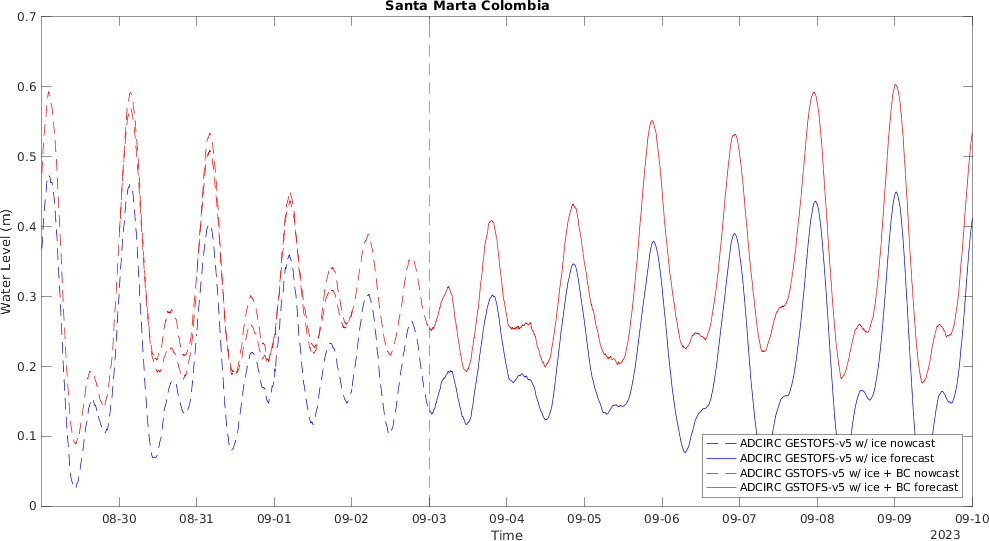 Santa Marta Colombia
0.7
0.6
0.5
0.4
0.3
0.2
0.1
0
Water Level (m)
08-30 08-31 09-01 09-02 09-03 09-04 09-05 09-06 09-07 09-08 09-09 09-10
Time
2023
ADCIRC GESTOFS-v5 w/ ice nowcast
ADCIRC GESTOFS-v5 w/ ice forecast
ADCIRC GSTOFS-v5 w/ ice + BC nowcast
ADCIRC GSTOFS-v5 w/ ice + BC forecast